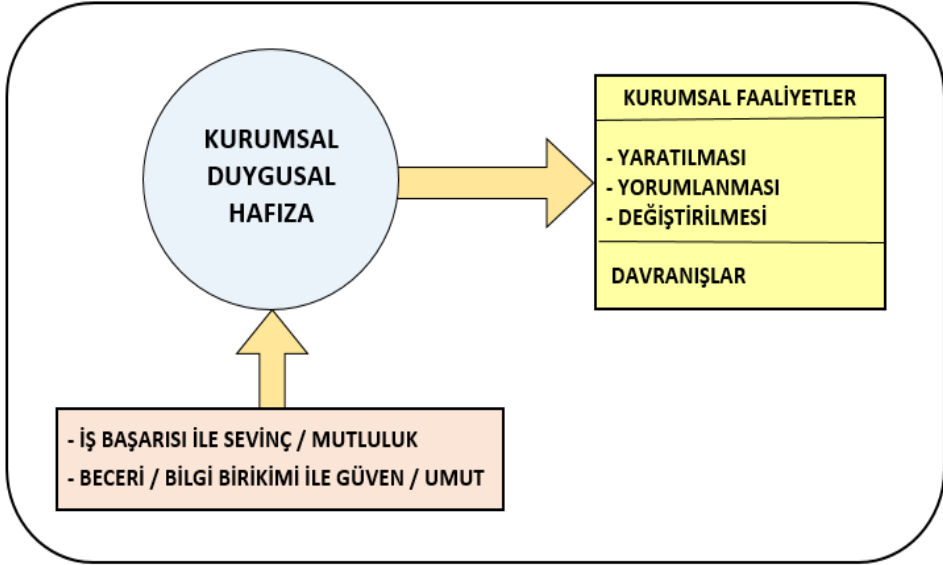 KURUMSAL
DUYGUSAL
HAFIZA
KURUMSAL FAALİYETLER
- YARATILMASI
- YORUMLANMASI
- DEĞİŞTİRİLMESİ
DAVRANIŞLAR
- İŞ BAŞARISI İLE SEVİNÇ / MUTLULUK
- BECERİ / BİLGİ BİRİKİMİ İLE GÜVEN / UMUT